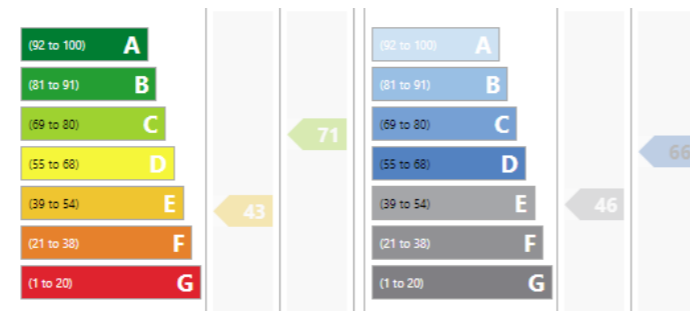 (92 to 100) A
(81 to 91) B
(69 to 80) C
71
(55 to 68) D
(39 to 54) E
43
(21 to 38) F
(1 to 20) G
(92 to 100) A
(81 to 91) B
(69 to 80) C
(55 to 68) D
66
(39 to 54) E
46
(21 to 38) F
(1 to 20) G